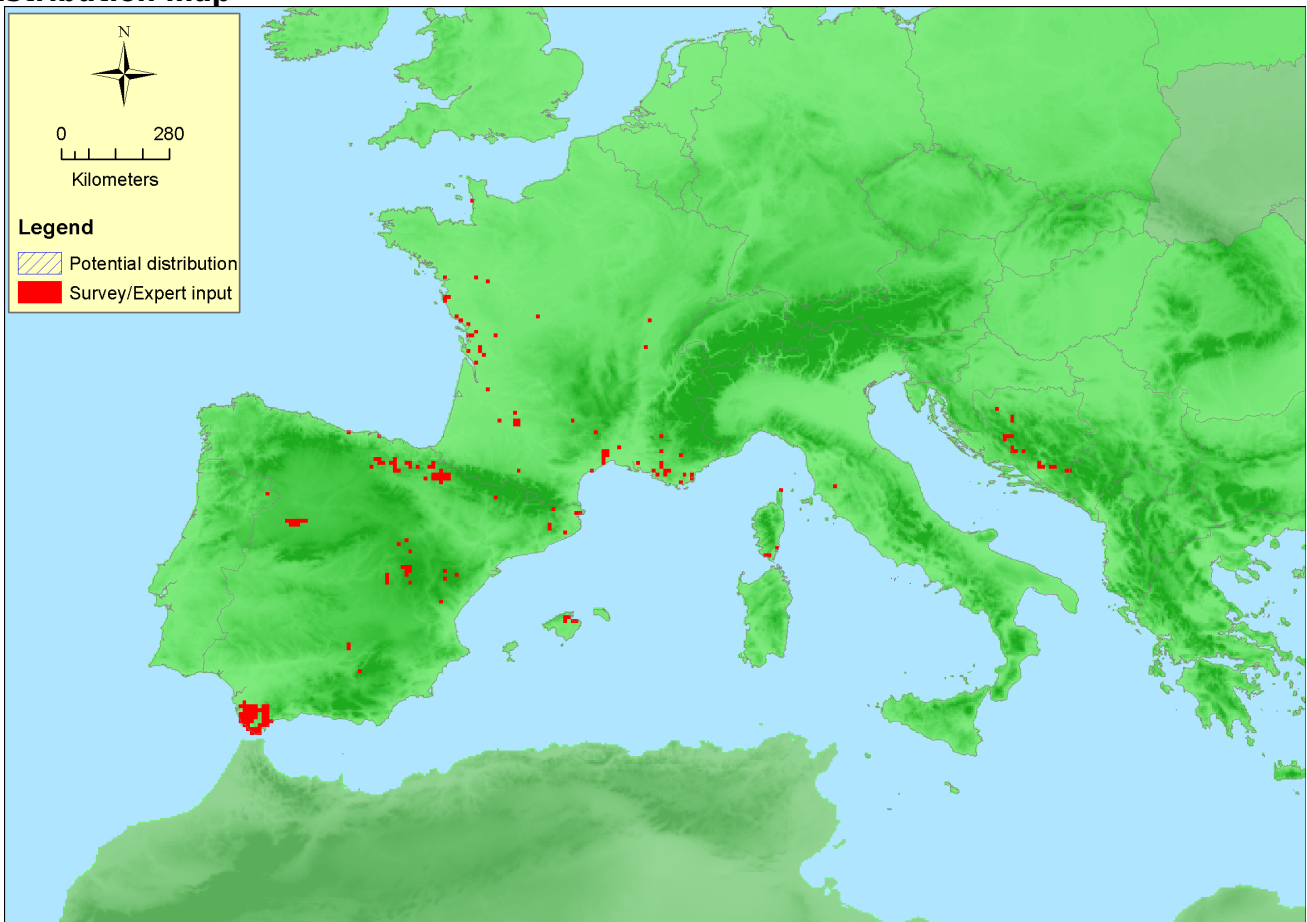 N
0 280
Kilometers
Legend
Potential distribution
Survey/Expert input